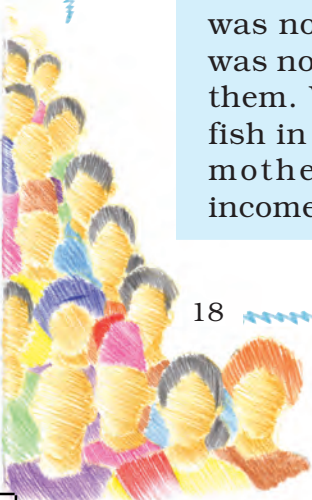 was no
was no
them.
fish in
mothe
income
18